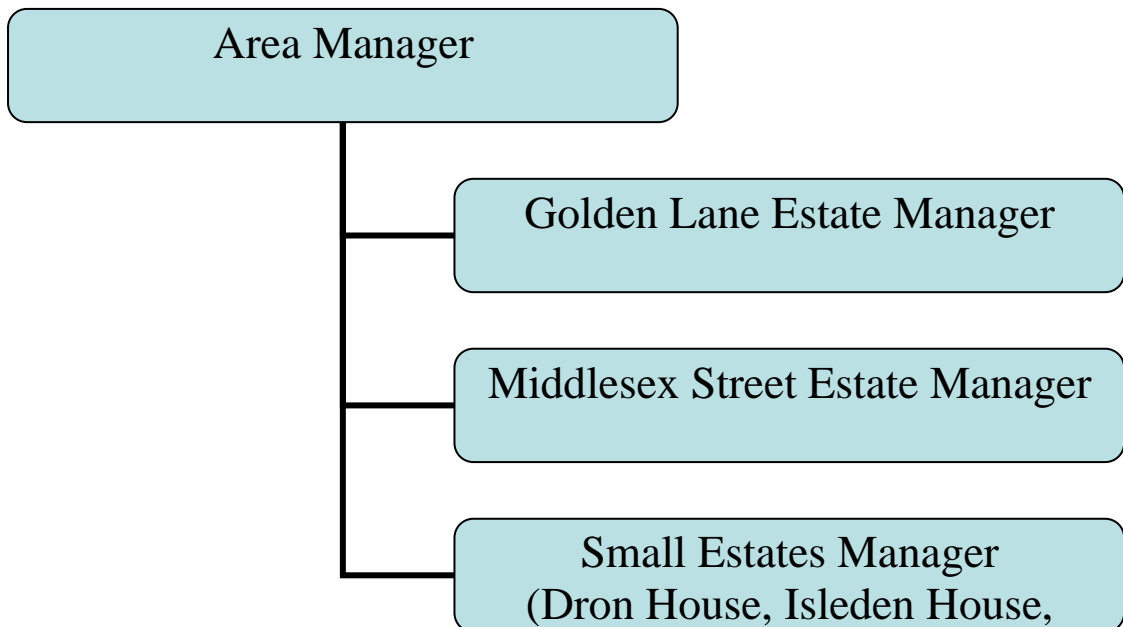 Area Manager
Golden Lane Estate Manager
Middlesex Street Estate Manager
Small Estates Manager
(Dron House, Isleden House,